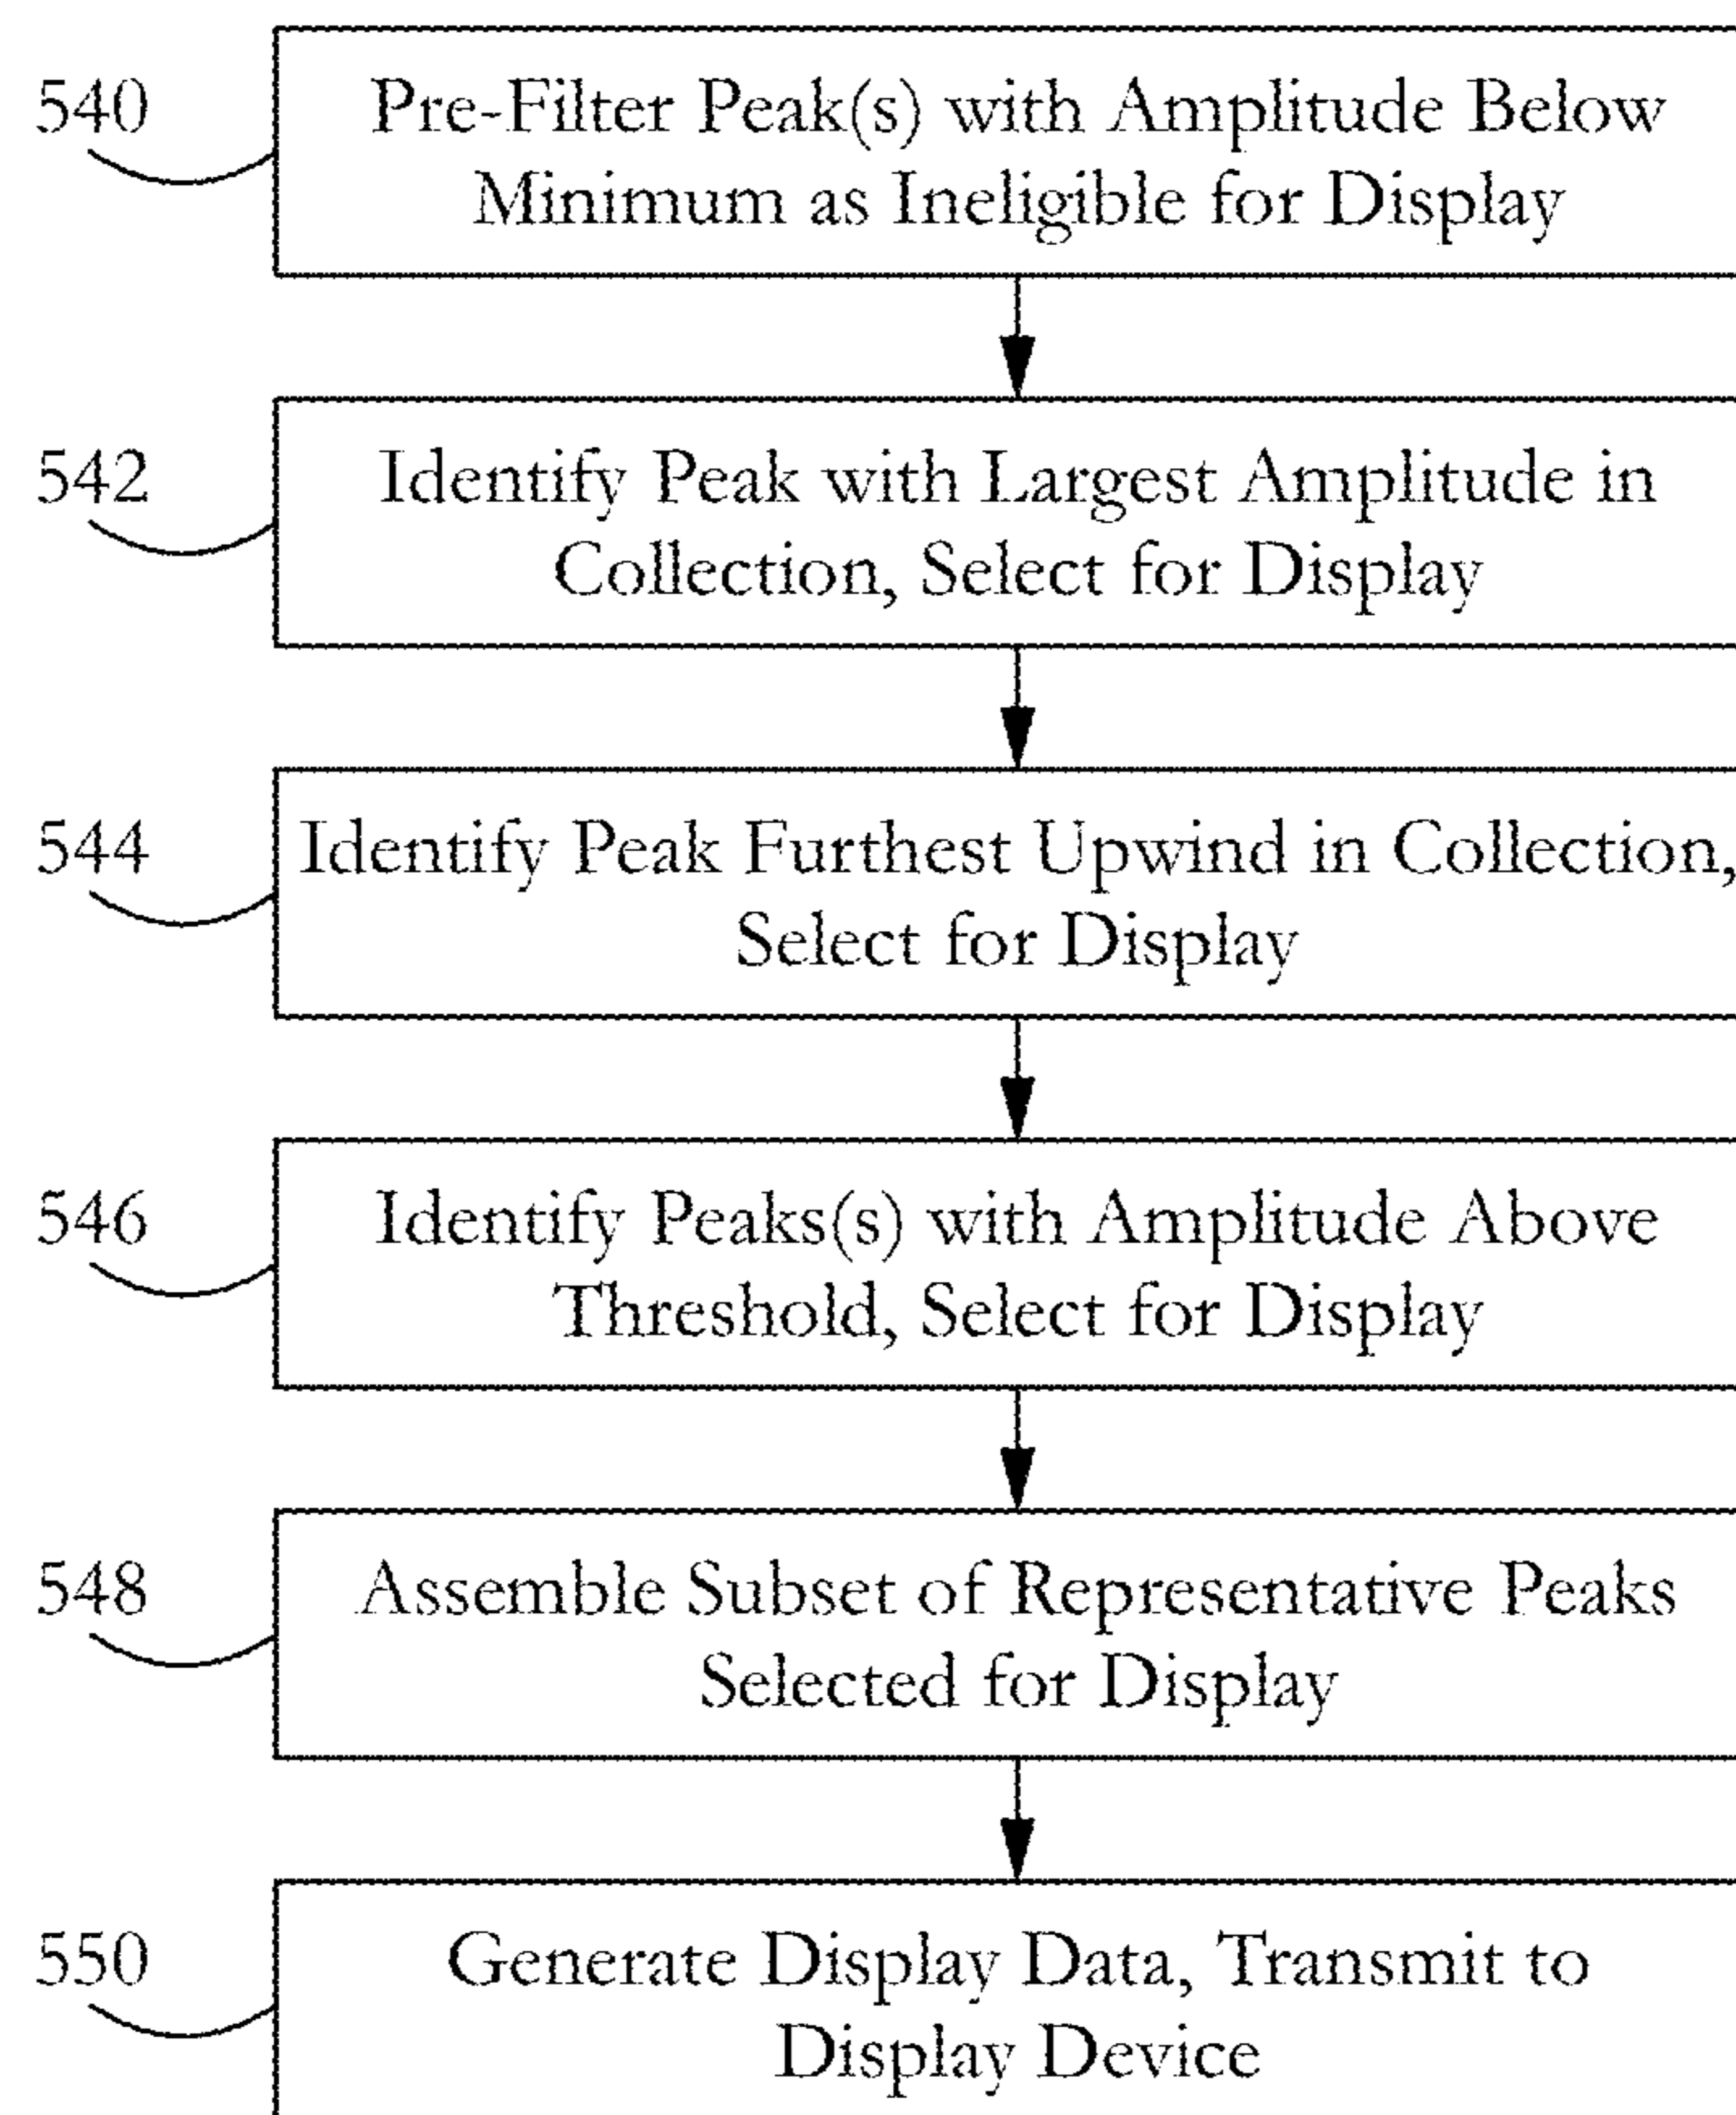 540
Pre-Filter Peak(s) with Amplitude Below
Minimum as Ineligible for Display
542
Identify Peak with Largest Amplitude in
Collection, Select for Display
544
Identify Peak Furthest Upwind in Collection,
Select for Display
546
Identify Peaks(s) with Amplitude Above
Threshold, Select for Display
548
Assemble Subset of Representative Peaks
Selected for Display
550
Generate Display Data, Transmit to
Display Device